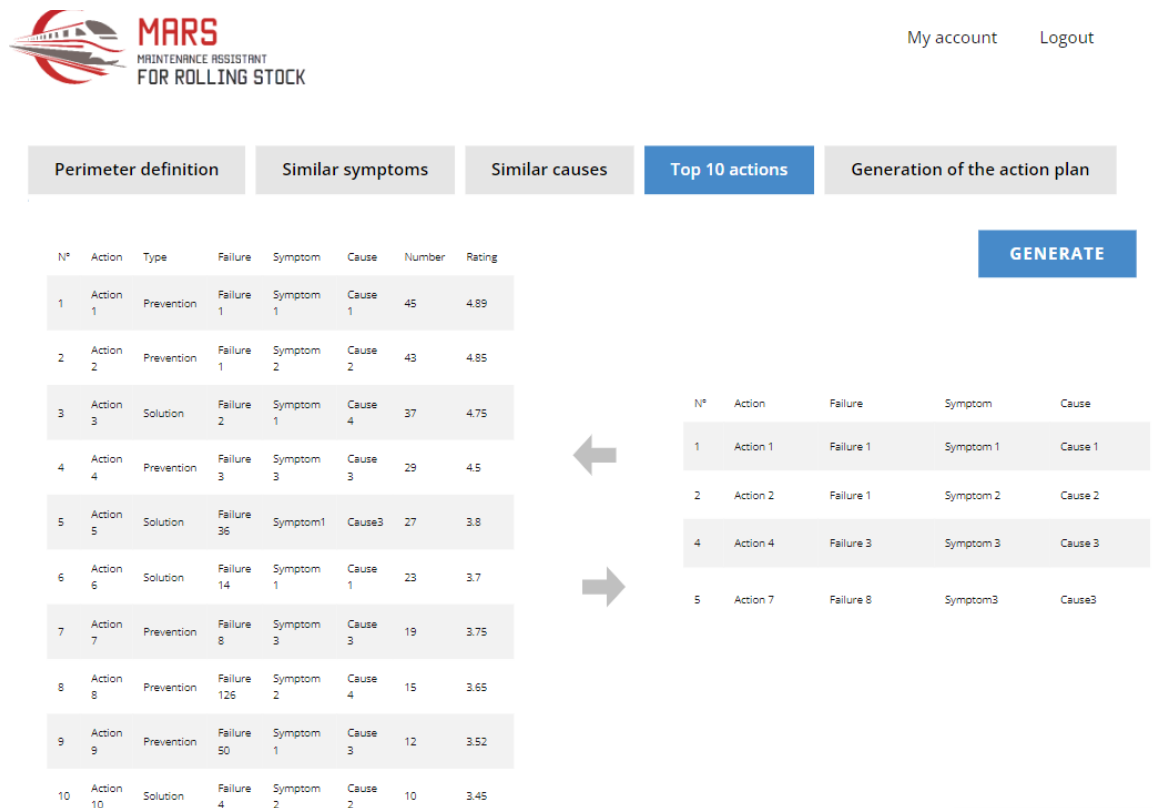 MARS
MAINTENANCE ASSISTANT
FOR ROLLING STOCK
My account Logout
Perimeter definition Similar symptoms Similar causes Top 10 actions Generation of the action plan
GENERATE
N° Action Type Failure Symptom Cause Number Rating
1 Action 1 Prevention Failure 1 Symptom 1 Cause 1 45 4.89
2 Action 2 Prevention Failure 1 Symptom 2 Cause 2 43 4.85
3 Action 3 Solution Failure 2 Symptom 1 Cause 4 37 4.75
4 Action 4 Prevention Failure 3 Symptom 3 Cause 3 29 4.5
5 Action 5 Solution Failure 36 Symptom1 Cause3 27 3.8
6 Action 6 Solution Failure 14 Symptom 1 Cause 1 23 3.7
7 Action 7 Prevention Failure 8 Symptom 3 Cause 3 19 3.75
8 Action 8 Prevention Failure 126 Symptom 2 Cause 4 15 3.65
9 Action 9 Prevention Failure 50 Symptom 1 Cause 3 12 3.52
10 Action 10 Solution Failure 4 Symptom 2 Cause 2 10 3.45
N° Action Failure Symptom Cause
1 Action 1 Failure 1 Symptom 1 Cause 1
2 Action 2 Failure 1 Symptom 2 Cause 2
4 Action 4 Failure 3 Symptom 3 Cause 3
5 Action 7 Failure 8 Symptom3 Cause3